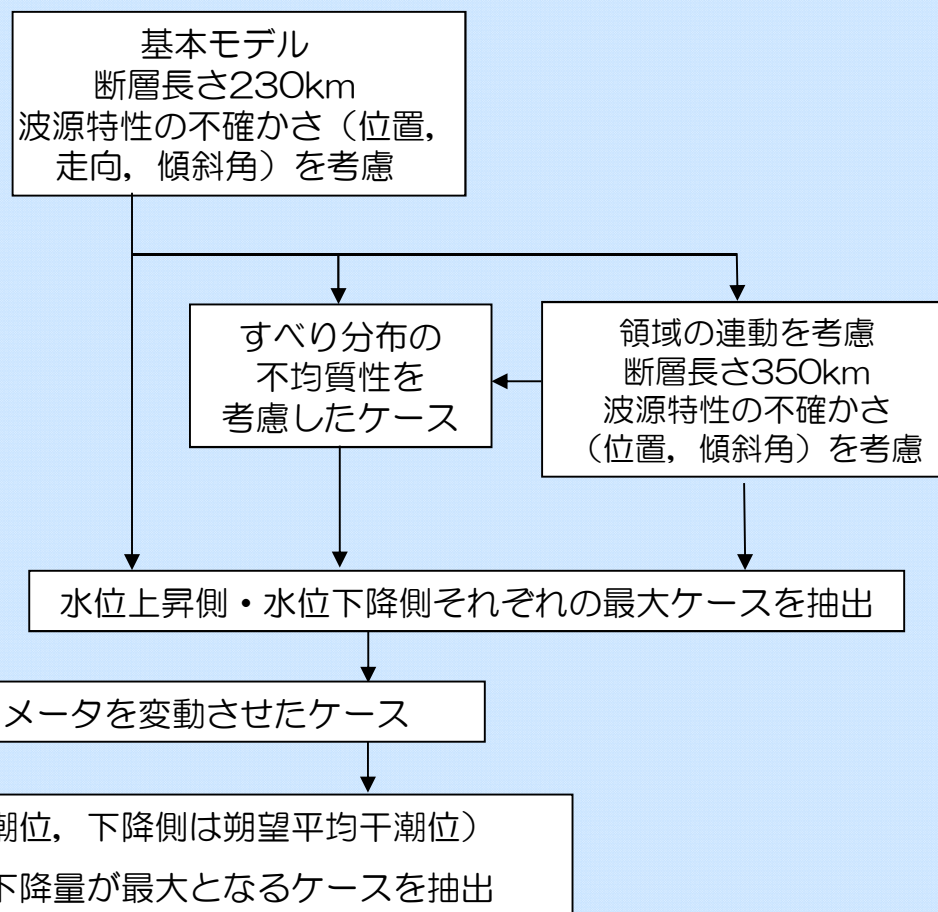 基本モデル
断層長さ230km
波源特性の不確かさ（位置，
走向，傾斜角）を考慮
すべり分布の
不均質性を
考慮したケース
領域の連動を考慮
断層長さ350km
波源特性の不確かさ
（位置，傾斜角）を考慮
水位上昇側・水位下降側それぞれの最大ケースを抽出
メータを変動させたケース
潮位，下降側は朔望平均干潮位）
下降量が最大となるケースを抽出